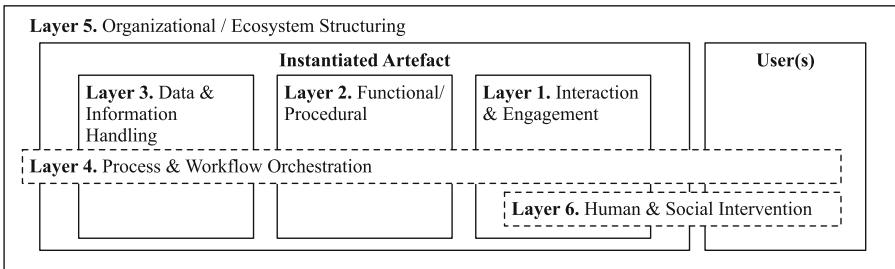 Layer 5. Organizational / Ecosystem Structuring
Instantiated Artefact
User(s)
Layer 3. Data &
Information
Handling
Layer 2. Functional/
Procedural
Layer 1. Interaction
& Engagement
Layer 4. Process & Workflow Orchestration
Layer 6. Human & Social Intervention